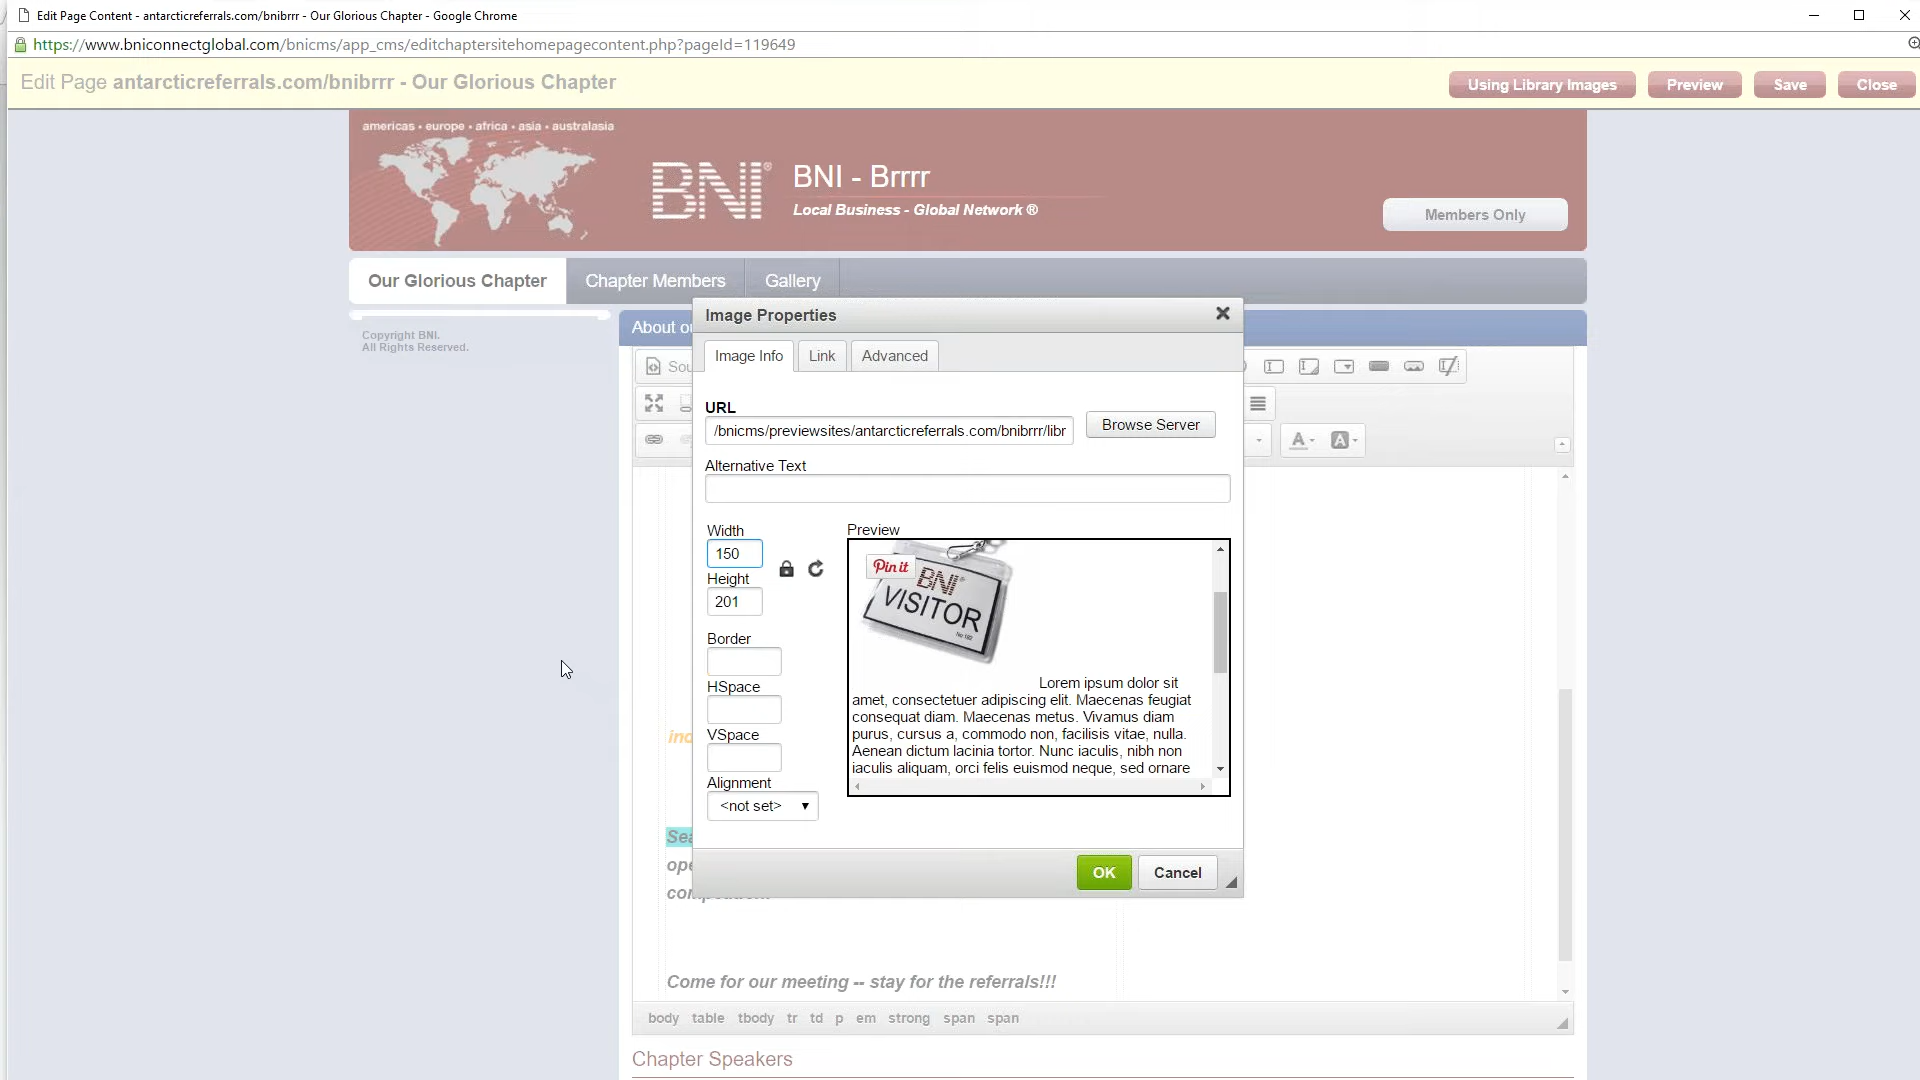 Edit Page Content - antarcticreferrals.com/bnibrrr - Our Glorious Chapter - Google Chrome
https://www.bniconnectglobal.com/bnicms/app_cms/editchaptersitehomepagecontent.php?pageId=119649
Edit Page antarcticreferrals.com/bnibrrr - Our Glorious Chapter
Using Library Images
Preview
Save
Close
americas • europe • africa • asia • australasia
BNI®
BNI - Brrrr
Local Business - Global Network ®
Members Only
Our Glorious Chapter
Chapter Members
Gallery
Copyright BNI.
All Rights Reserved.
About ou
Sou
Image Properties
Image Info
Link
Advanced
URL
/bnicms/previewsites/antarcticreferrals.com/bnibrrr/libr
Browse Server
Alternative Text
Width
150
Height
201
Border
HSpace
VSpace
Alignment
<not set>
Preview
Pin it
BNI®
VISITOR
No 192
Lorem ipsum dolor sit
amet, consectetuer adipiscing elit. Maecenas feugiat
consequat diam. Maecenas metus. Vivamus diam
purus, cursus a, commodo non, facilisis vitae, nulla.
Aenean dictum lacinia tortor. Nunc iaculis, nibh non
iaculis aliquam, orci felis euismod neque, sed ornare
OK
Cancel
Sea
ope
Come for our meeting -- stay for the referrals!!!
body table tbody tr td p em strong span span
Chapter Speakers